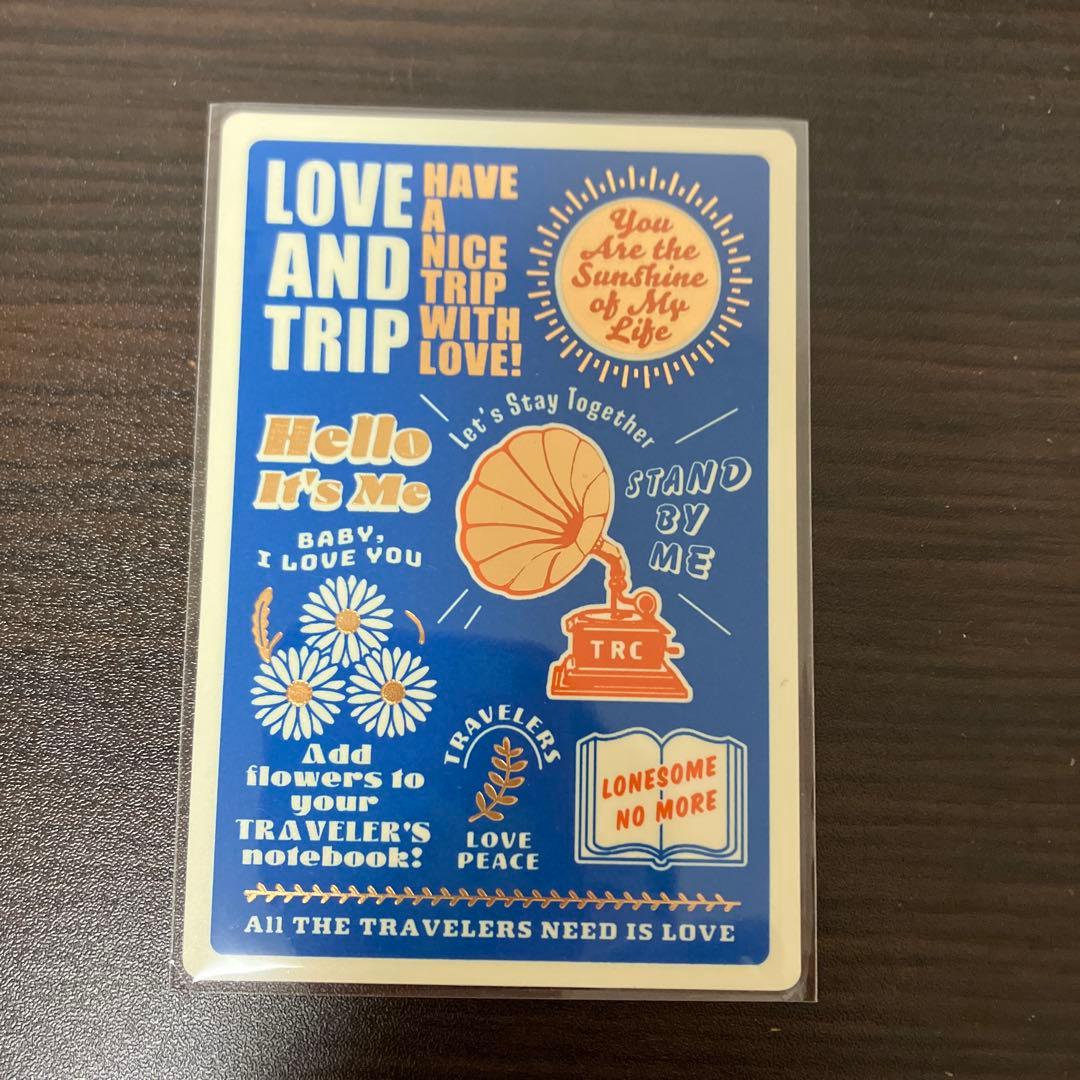 LOVE
AND
TRIP
HAVE
A
NICE
TRIP
WITH
LOVE!
You
Are the
Sunshine
of My
Life
Hello
It's Me
BABY,
I LOVE YOU
Let's Stay Together
STAND
BY
ME
TRC
Add
flowers to
your
TRAVELER'S
notebook!
TRAVELERS
LOVE
PEACE
LONESOME
NO MORE
All THE TRAVELERS NEED IS LOVE